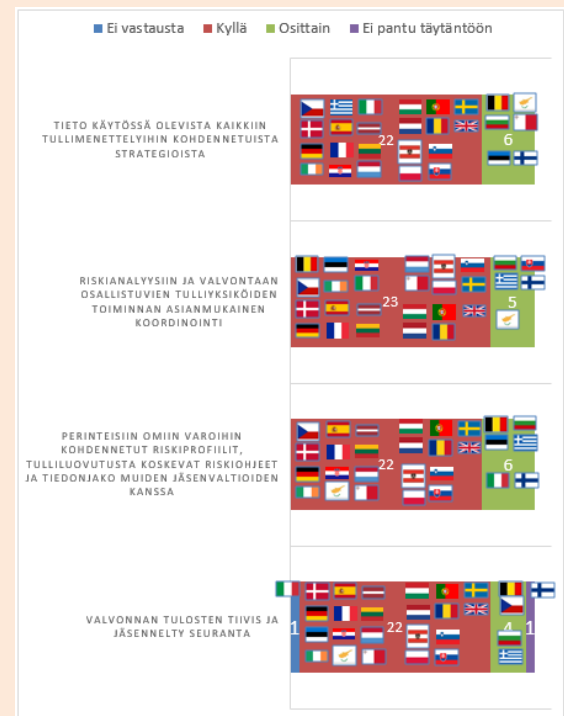 Ei vastausta Kyllä Osittain Ei pantu täytäntöön
TIETO KÄYTÖSSÄ OLEVISTA KAIKKIIN
TULLIMENETTELYIHIN KOHDENNETUISTA
STRATEGIOISTA
22 6
RISKIANALYYSIIN JA VALVONTAAN
OSALLISTUVIEN TULLIYKSIKÖIDEN
TOIMINNAN ASIANMUKAINEN
KOORDINOINTI
23 5
PERINTEISIIN OMIIN VAROIHIN
KOHDENNETUT RISKIPROFIILIT,
TULLILUOVUTUSTA KOSKEVAT RISKIOHJEET
JA TIEDONJAKO MUIDEN JÄSENVALTIOIDEN
KANSSA
22 6
VALVONNAN TULOSTEN TIIVIS JA
JÄSENNELTY SEURANTA
1 22 4 1